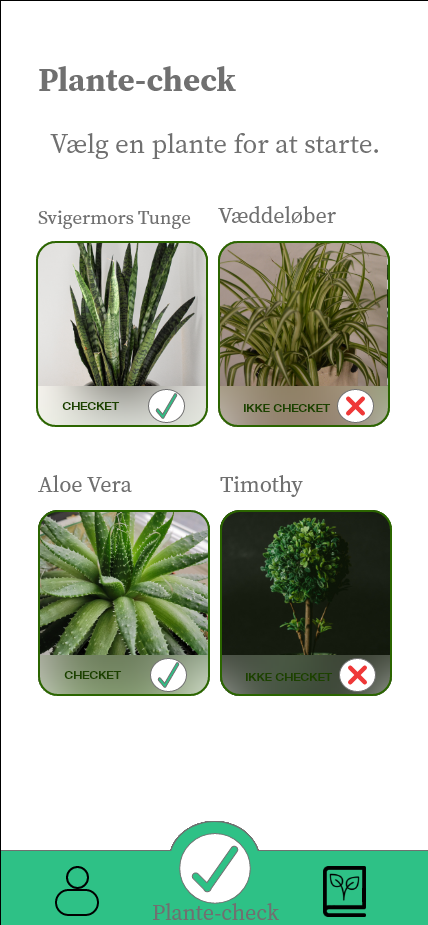 Plante-check
Vælg en plante for at starte.
Svigermors Tunge
Væddeløber
CHECKET
IKKE CHECKET
Aloe Vera
Timothy
CHECKET
IKKE CHECKET
Plante-check